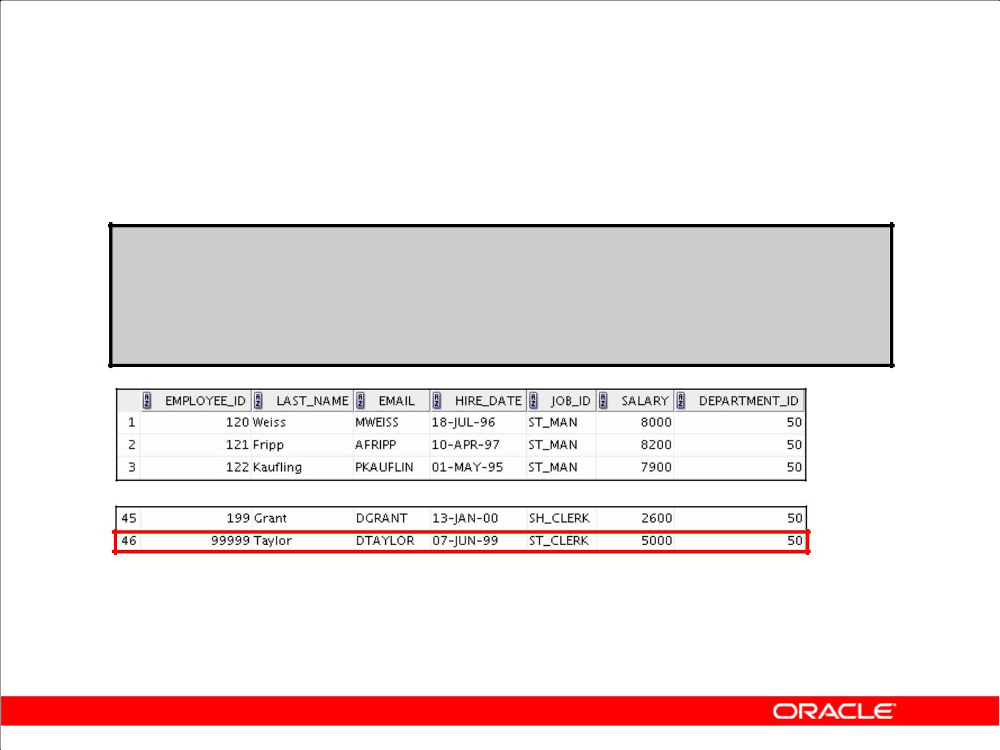 EMPLOYEE_ID LAST_NAME EMAIL HIRE_DATE JOB_ID SALARY DEPARTMENT_ID
1 120 Weiss MWEISS 18-JUL-96 ST_MAN 8000 50
2 121 Fripp AFRIPP 10-APR-97 ST_MAN 8200 50
3 122 Kaufling PKAUFLIN 01-MAY-95 ST_MAN 7900 50
45 199 Grant DGRANT 13-JAN-00 SH_CLERK 2600 50
46 99999 Taylor DTAYLOR 07-JUN-99 ST_CLERK 5000 50
ORACLE